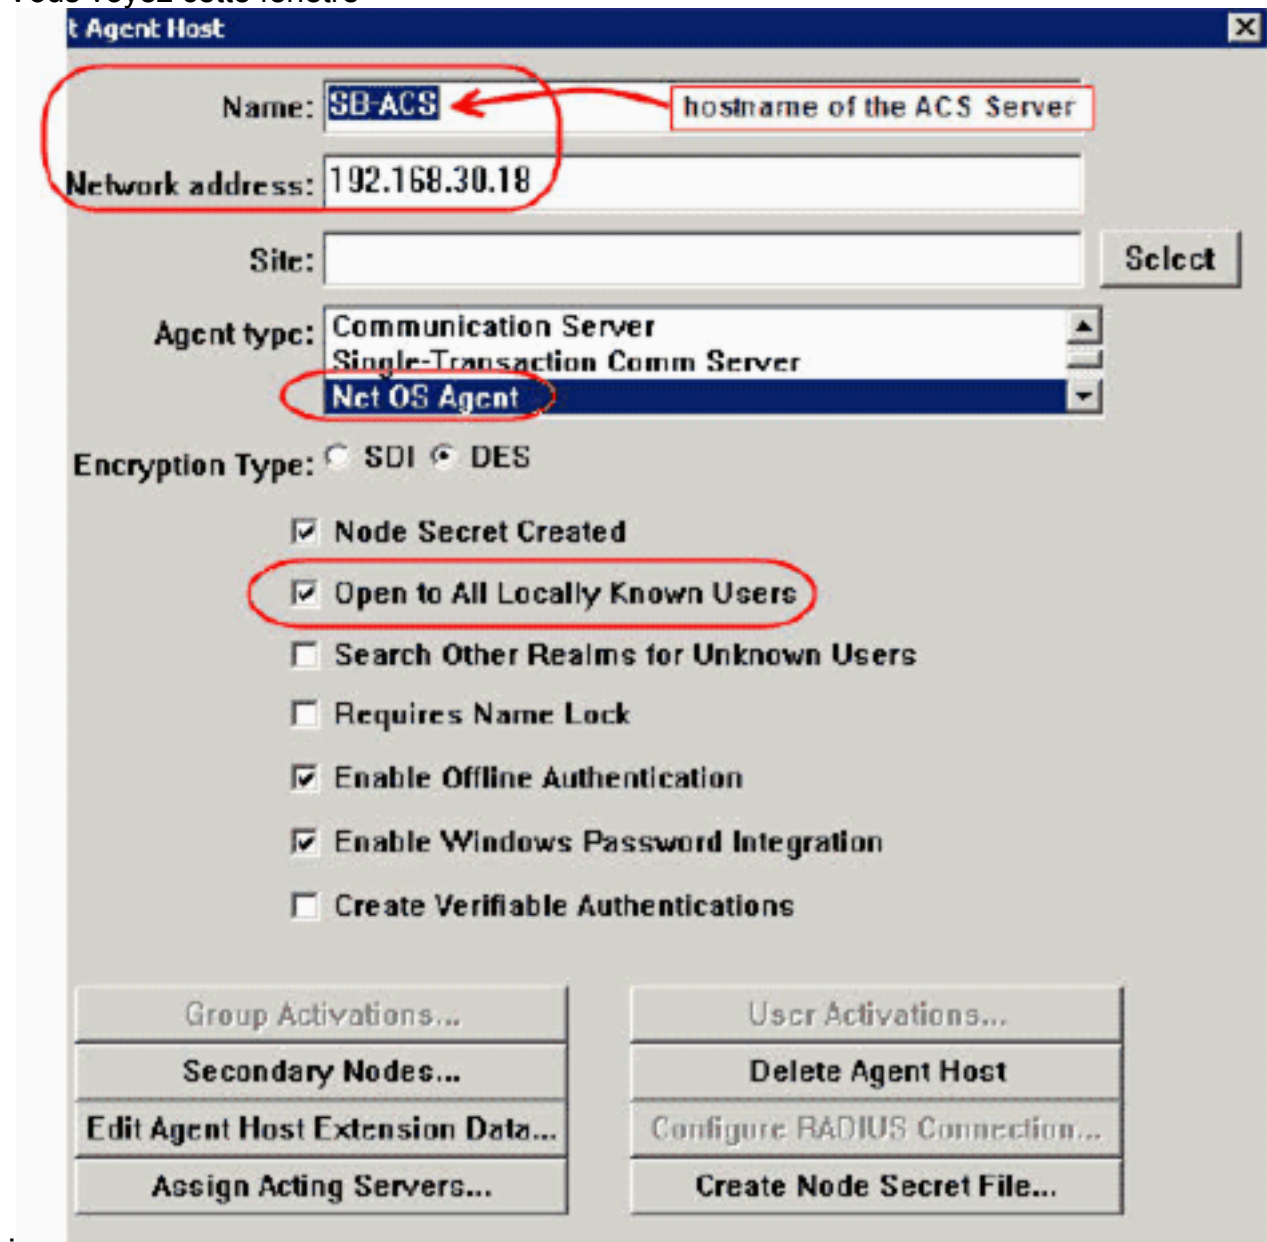 Vous voyez cette fenêtre
t Agent Host
Name: SB-ACS hostname of the ACS Server
Network address: 192.168.30.18
Site: Select
Agent type: Communication Server
Single-Transaction Comm Server
Net OS Agent
Encryption Type: SDI DES
Node Secret Created
Open to All Locally Known Users
Search Other Realms for Unknown Users
Requires Name Lock
Enable Offline Authentication
Enable Windows Password Integration
Create Verifiable Authentications
Group Activations... User Activations...
Secondary Nodes... Delete Agent Host
Edit Agent Host Extension Data... Configure RADIUS Connection...
Assign Acting Servers... Create Node Secret File...
.